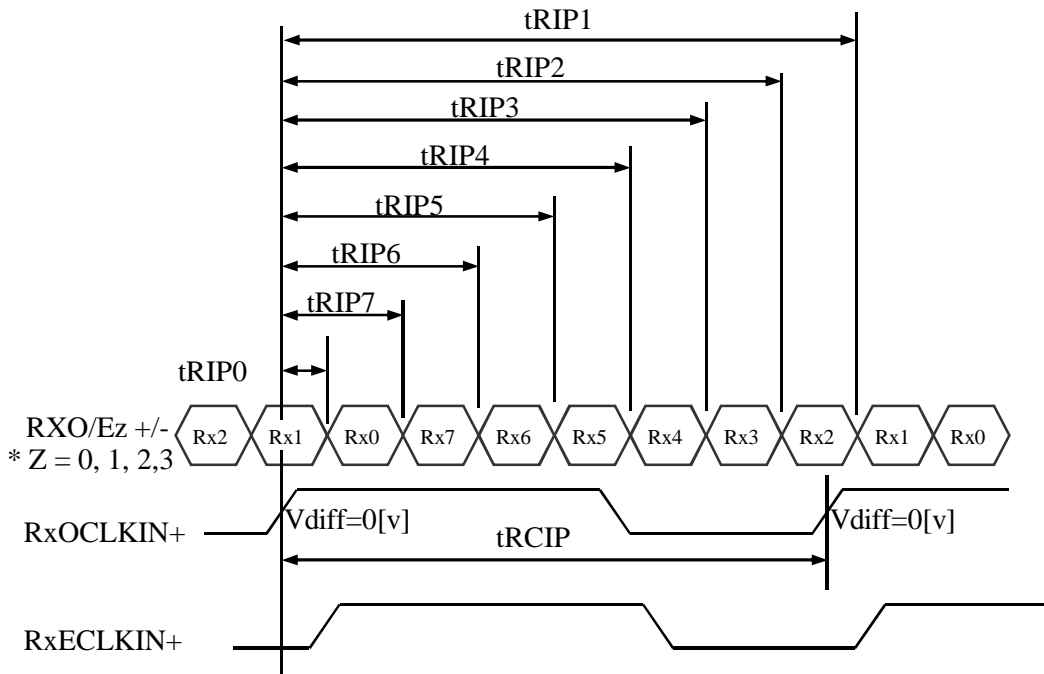 tRIP1
tRIP2
tRIP3
tRIP4
tRIP5
tRIP6
tRIP7
tRIP0
RXO/Ez +/-
* Z = 0, 1, 2,3
Rx2 Rx1 Rx0 Rx7 Rx6 Rx5 Rx4 Rx3 Rx2 Rx1 Rx0
RxOCLKIN+
Vdiff=0[v] Vdiff=0[v]
tRCIP
RxECLKIN+